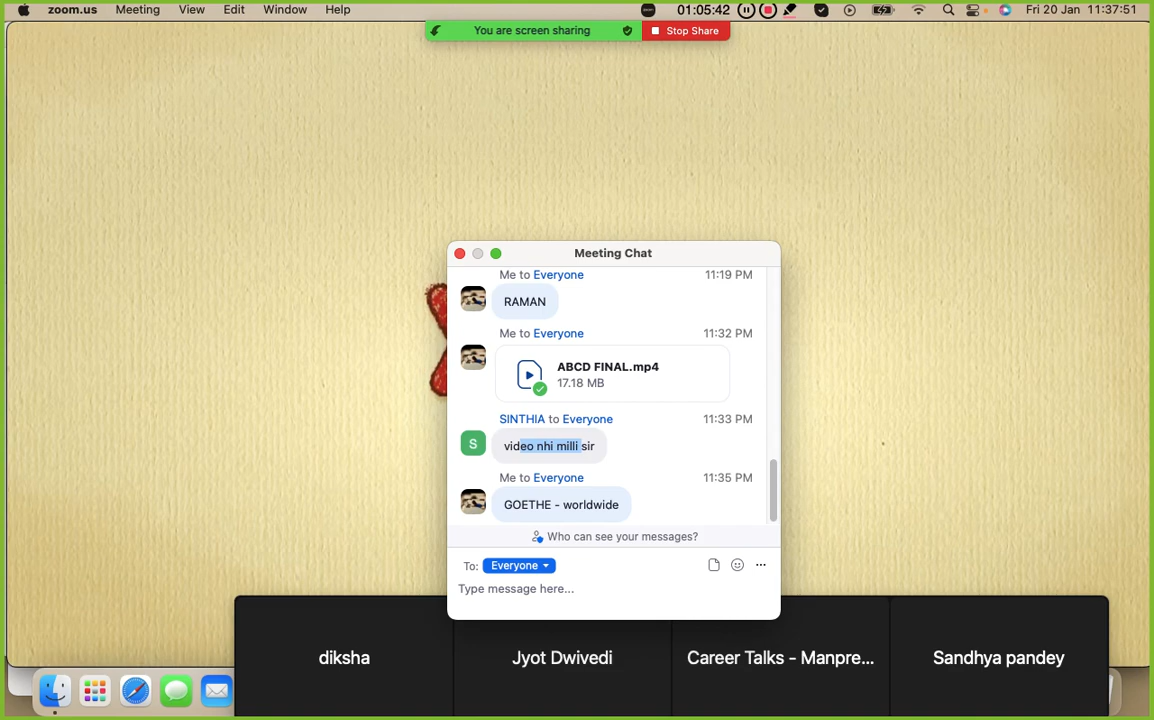 zoom.us Meeting View Edit Window Help 01:05:42 Fri 20 Jan 11:37:51
You are screen sharing Stop Share
Meeting Chat
Me to Everyone 11:19 PM
RAMAN
Me to Everyone 11:32 PM
ABCD FINAL.mp4
17.18 MB
SINTHIA to Everyone 11:33 PM
S
video nhi milli sir
Me to Everyone 11:35 PM
GOETHE - worldwide
Who can see your messages?
To: Everyone
Type message here...
diksha Jyot Dwivedi Career Talks - Manpre... Sandhya pandey